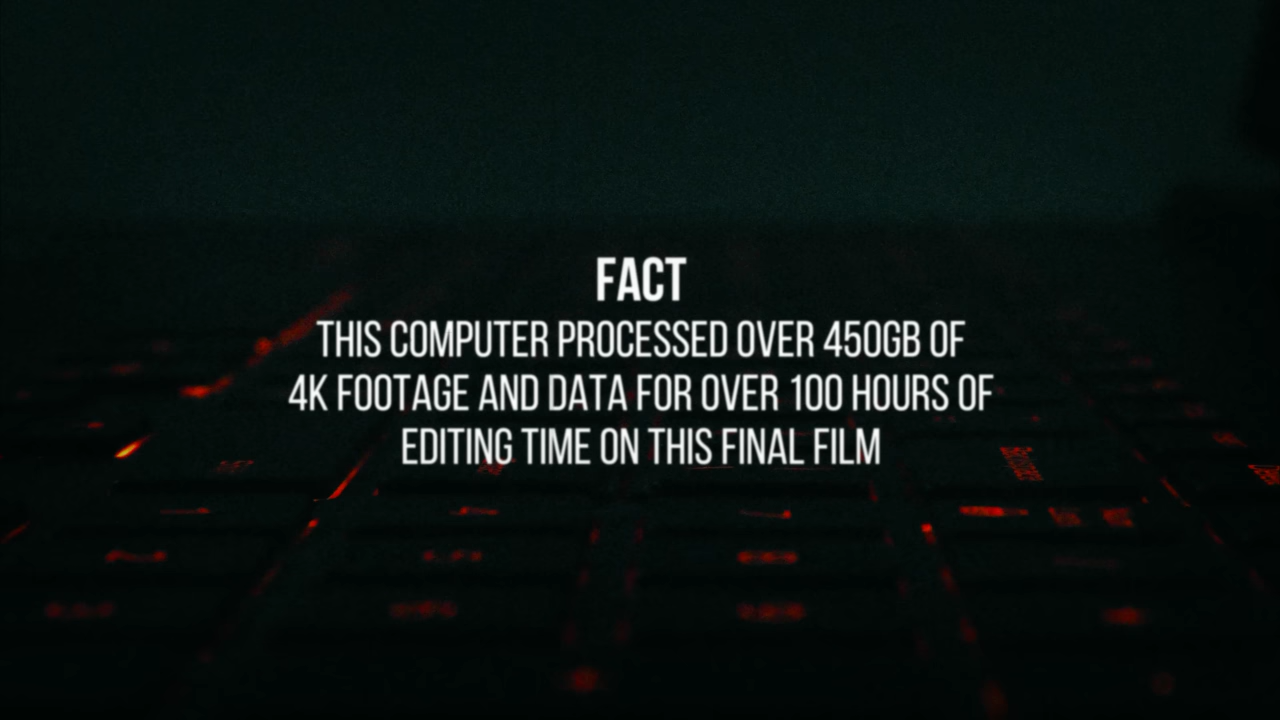 FACT
THIS COMPUTER PROCESSED OVER 450GB OF
4K FOOTAGE AND DATA FOR OVER 100 HOURS OF
EDITING TIME ON THIS FINAL FILM